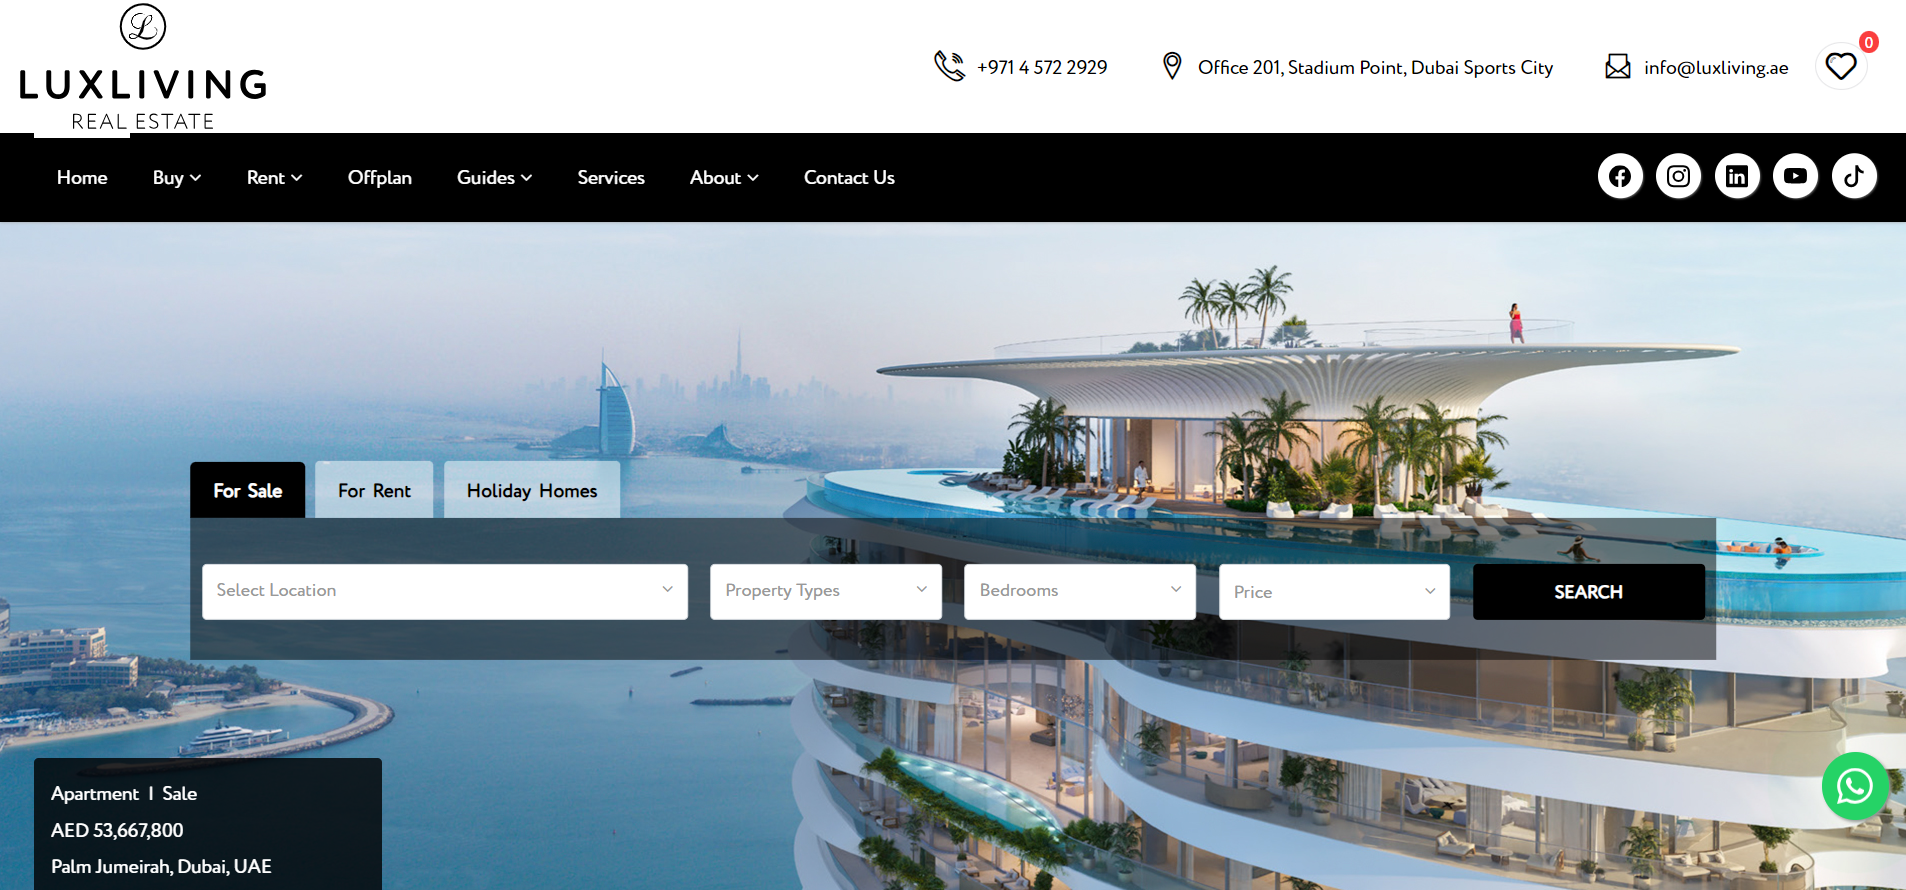 L
LUXLIVING
REAL ESTATE
+971 4 572 2929
Office 201, Stadium Point, Dubai Sports City
info@luxliving.ae
0
Home
Buy
Rent
Offplan
Guides
Services
About
Contact Us
For Sale
For Rent
Holiday Homes
Select Location
Property Types
Bedrooms
Price
SEARCH
Apartment | Sale
AED 53,667,800
Palm Jumeirah, Dubai, UAE